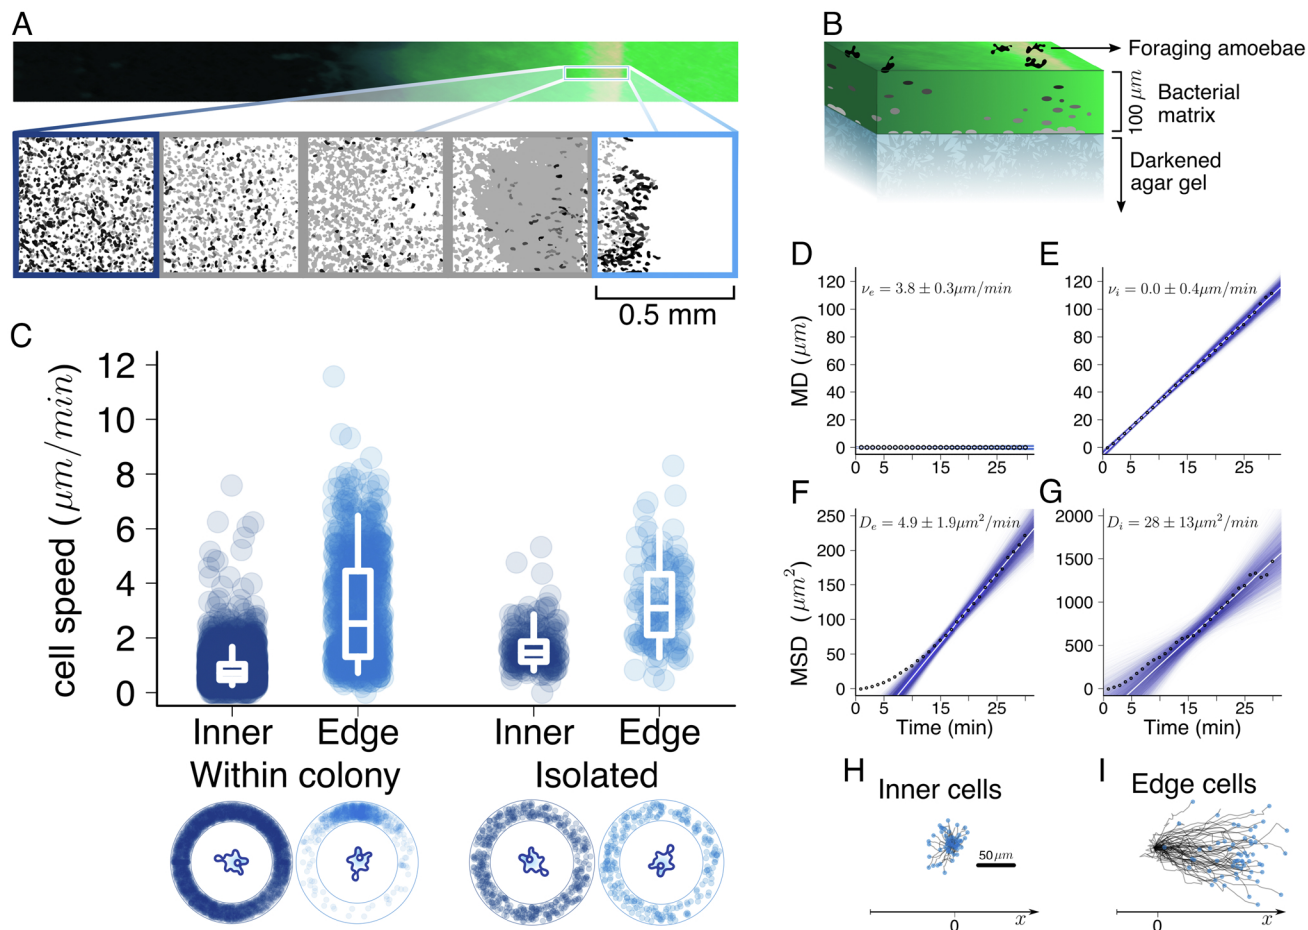 A
0.5 mm
B
Foraging amoebae
100 μm
Bacterial
matrix
Darkened
agar gel
C
cell speed (μm/min)
12
10
8
6
4
2
0
Inner
Edge
Inner
Edge
Within colony
Isolated
D
MD (μm)
120
100
80
60
40
20
0
νe = 3.8 ± 0.3μm/min
0
5
15
25
E
120
100
80
60
40
20
0
νi = 0.0 ± 0.4μm/min
0
5
15
25
F
MSD (μm²)
250
200
150
100
50
0
De = 4.9 ± 1.9μm²/min
0
5
15
25
Time (min)
G
2000
1500
1000
500
0
Di = 28 ± 13μm²/min
0
5
15
25
Time (min)
H
Inner cells
50 μm
x
0
I
Edge cells
x
0